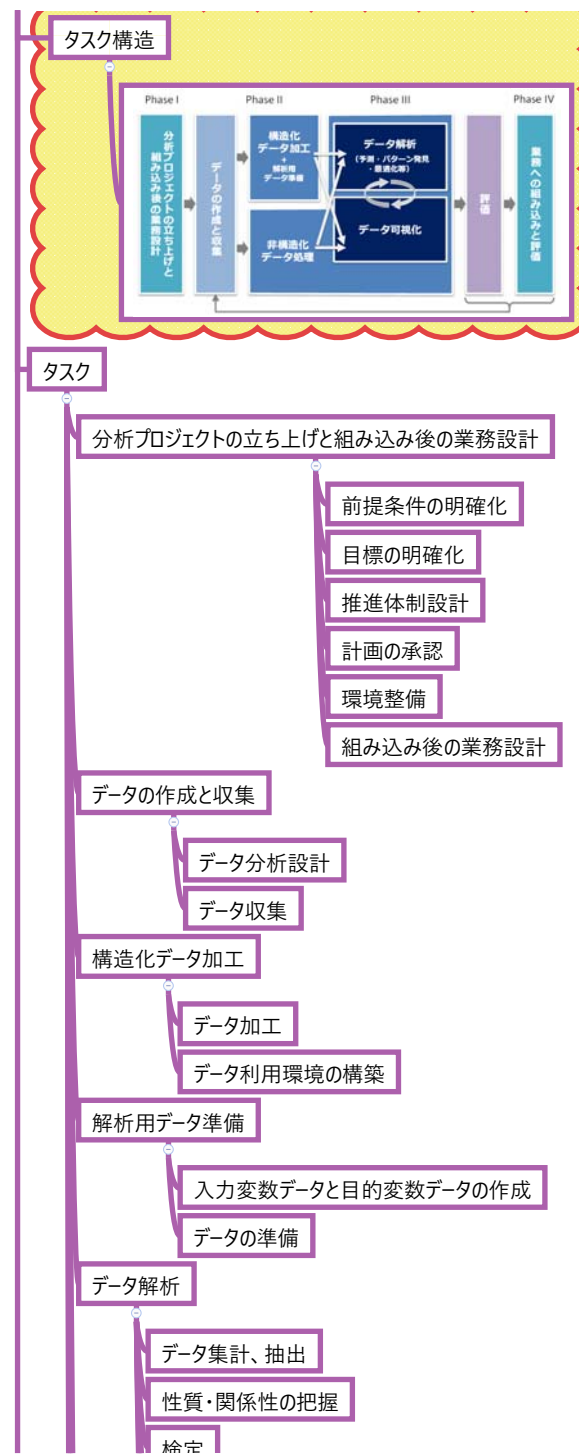 タスク構造
Phase I
Phase II
Phase III
Phase IV
分析プロジェクトの立ち上げと
組み込み後の業務設計
データの作成と収集
構造化
データ加工
+
解析用
データ準備
非構造化
データ処理
データ解析
(予測・パターン発見
・最適化等)
データ可視化
評価
業務への組み込みと評価
タスク
分析プロジェクトの立ち上げと組み込み後の業務設計
前提条件の明確化
目標の明確化
推進体制設計
計画の承認
環境整備
組み込み後の業務設計
データの作成と収集
データ分析設計
データ収集
構造化データ加工
データ加工
データ利用環境の構築
解析用データ準備
入力変数データと目的変数データの作成
データの準備
データ解析
データ集計、抽出
性質・関係性の把握
検定